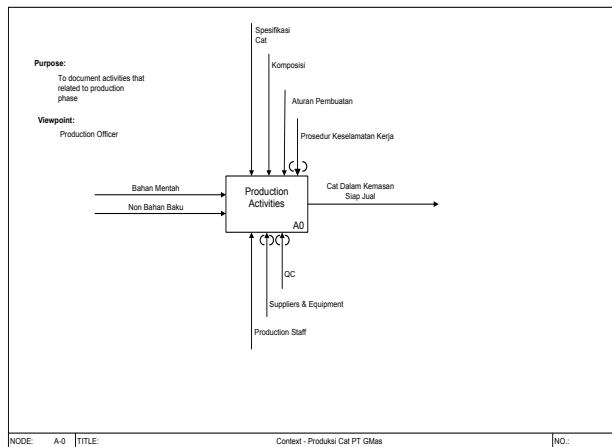 Spesifikasi
Cat
Purpose:
Komposisi
To document activities that
related to production
phase
Aturan Pembuatan
Viewpoint:
Production Officer
Prosedur Keselamatan Kerja
Bahan Mentah
Non Bahan Baku
Production
Activities
A0
Cat Dalam Kemasan
Siap Jual
QC
Suppliers & Equipment
Production Staff
NODE: A-0 TITLE: Context - Produksi Cat PT GMas NO.: